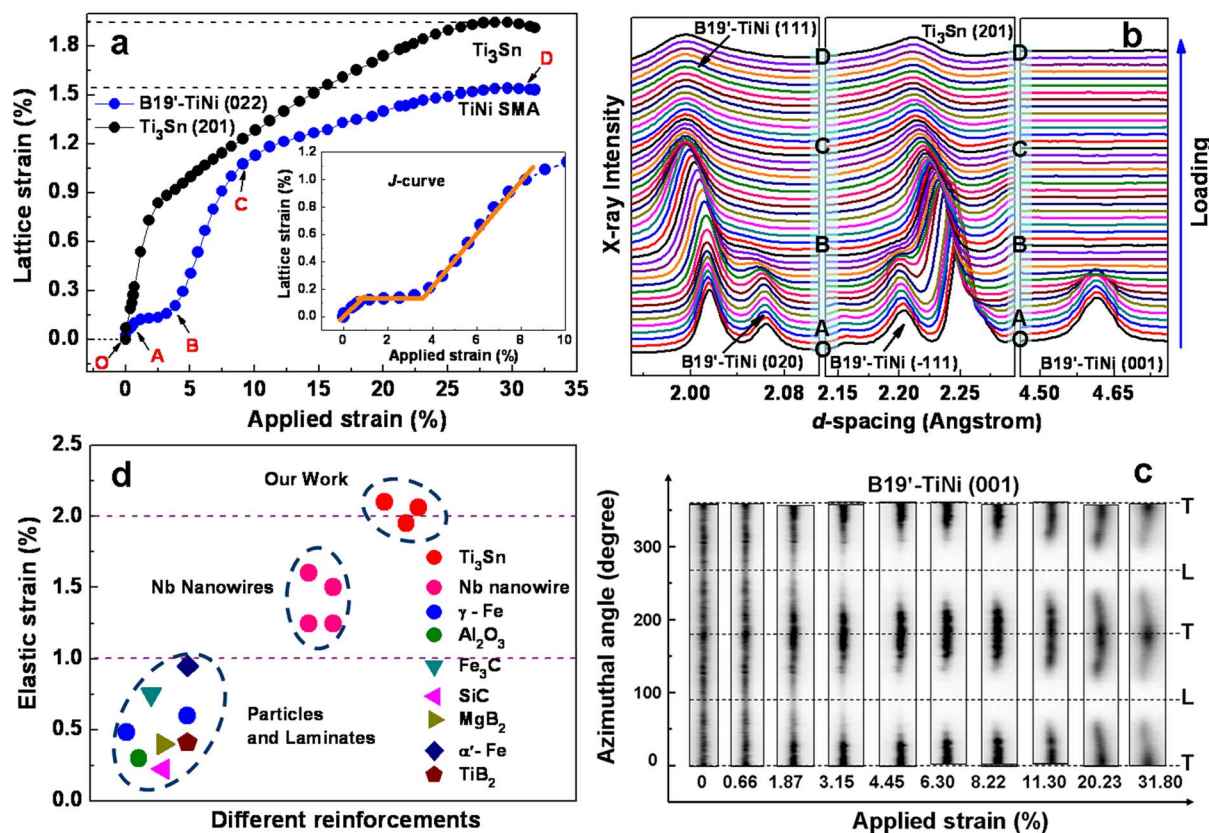 a
Lattice strain (%)
1.8
1.5
1.2
0.9
0.6
0.3
0.0
Ti₃Sn
D
B19'-TiNi (022)
Ti₃Sn (201)
TiNi SMA
C
B
A
O
J-curve
Lattice strain (%)
1.2
1.0
0.8
0.6
0.4
0.2
0.0
0 2 4 6 8 10
Applied strain (%)
0 5 10 15 20 25 30 35
Applied strain (%)
b
X-ray Intensity
B19'-TiNi (111)
Ti₃Sn (201)
D D
C C
B B
A A
O O
B19'-TiNi (020)
B19'-TiNi (-111)
B19'-TiNi (001)
Loading
2.00 2.08 2.15 2.20 2.25 4.50 4.65
d-spacing (Angstrom)
d
Elastic strain (%)
2.5
2.0
1.5
1.0
0.5
0.0
Our Work
Nb Nanowires
Particles
and Laminates
Ti₃Sn
Nb nanowire
γ - Fe
Al₂O₃
Fe₃C
SiC
MgB₂
α'- Fe
TiB₂
Different reinforcements
c
B19'-TiNi (001)
Azimuthal angle (degree)
300
200
100
0
T
L
T
L
T
0 0.66 1.87 3.15 4.45 6.30 8.22 11.30 20.23 31.80
Applied strain (%)